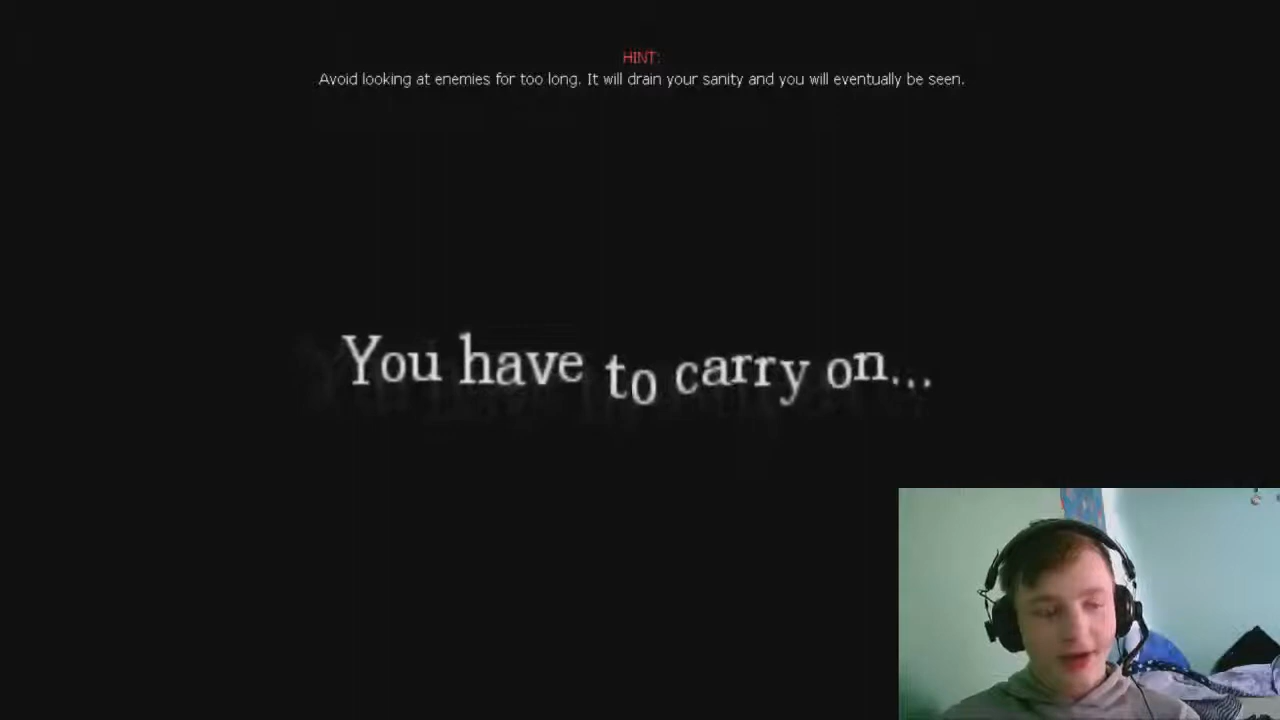 HINT:
Avoid looking at enemies for too long. It will drain your sanity and you will eventually be seen.
You have to carry on...